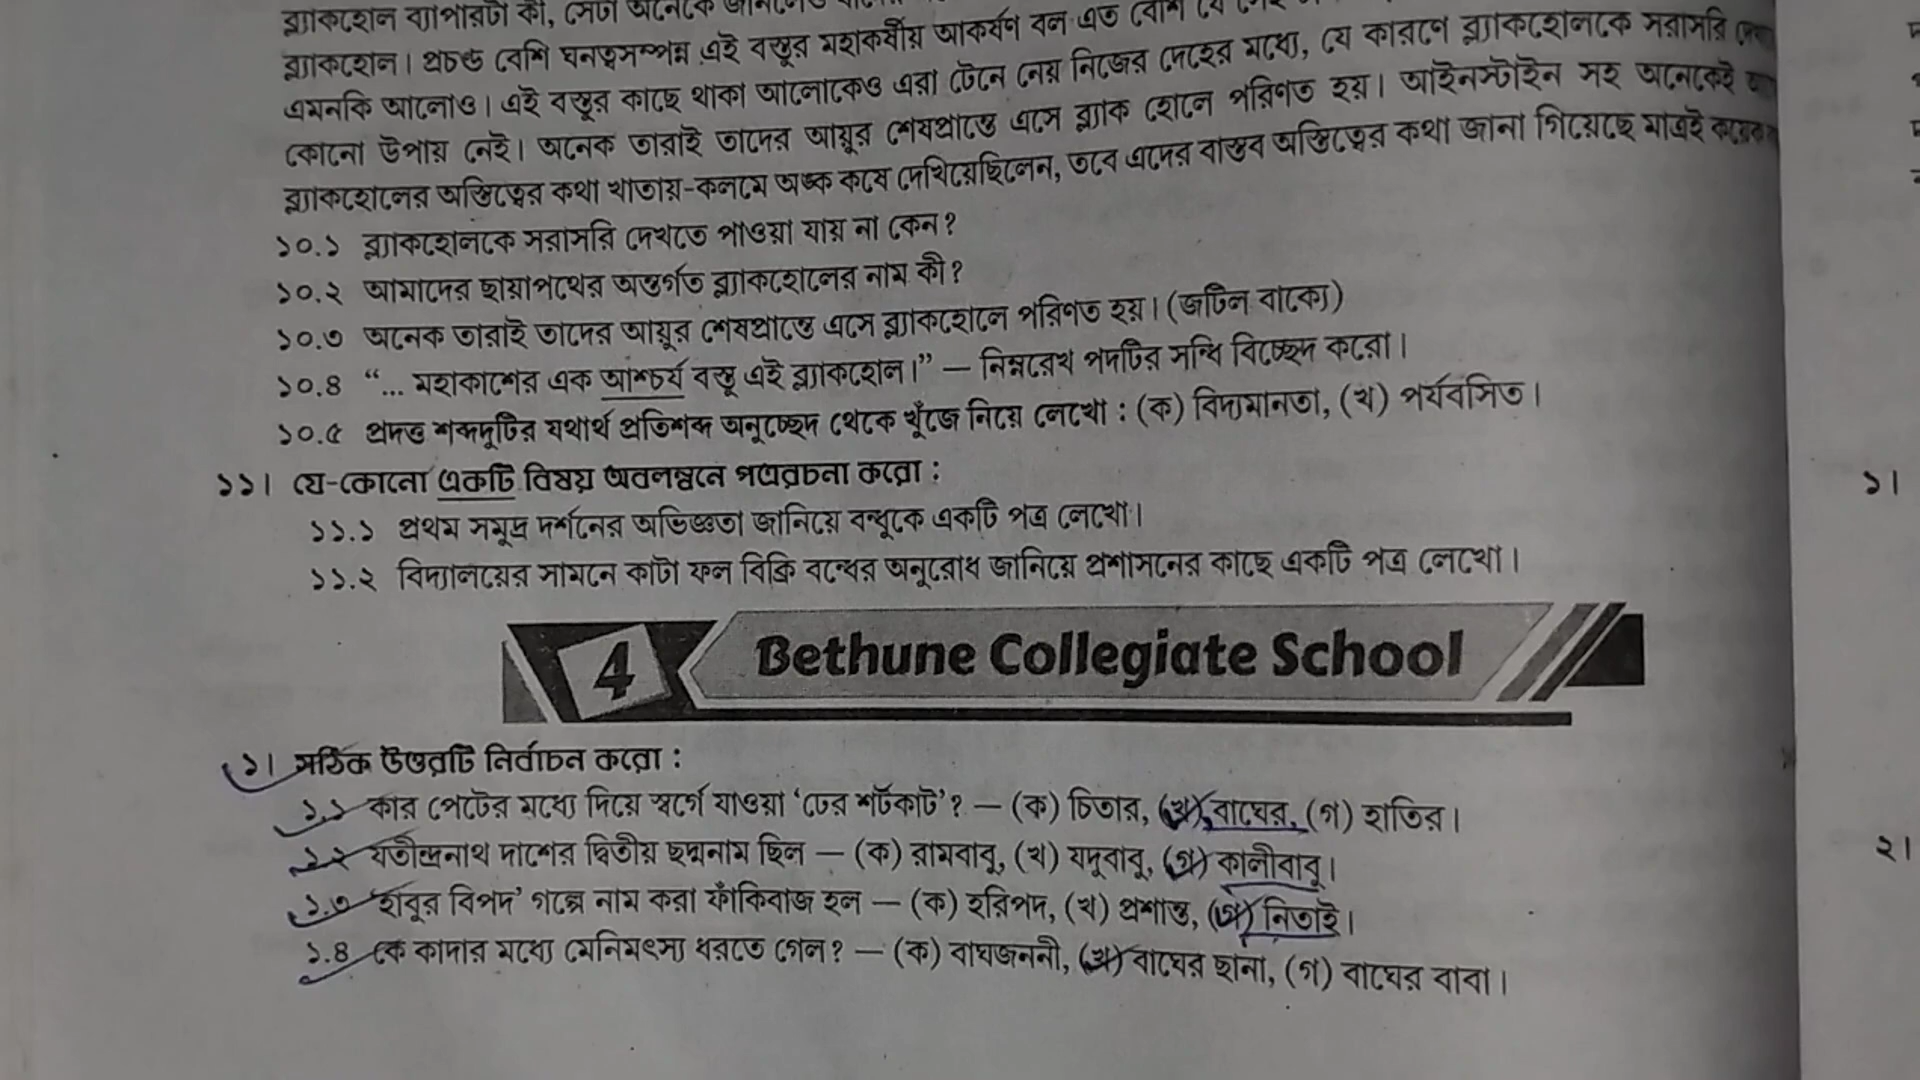 ব্ল্যাকহোল ব্যাপারটা কী, সেটা অনেকে
ব্ল্যাকহোল। প্রচণ্ড বেশি ঘনত্বসম্পন্ন এই বস্তুর মহাকর্ষীয় আকর্ষণ বল এত বেশি যে
এমনকি আলোও। এই বস্তুর কাছে থাকা আলোকেও এরা টেনে নেয় নিজের দেহের মধ্যে, যে কারণে ব্ল্যাকহোলকে সরাসরি
কোনো উপায় নেই। অনেক তারাই তাদের আয়ুর শেষপ্রান্তে এসে ব্ল্যাক হোলে পরিণত হয়। আইনস্টাইন সহ অনেকেই
ব্ল্যাকহোলের অস্তিত্বের কথা খাতায়-কলমে অঙ্ক কষে দেখিয়েছিলেন, তবে এদের বাস্তব অস্তিত্বের কথা জানা গিয়েছে মাত্রই
১০.১ ব্ল্যাকহোলকে সরাসরি দেখতে পাওয়া যায় না কেন?
১০.২ আমাদের ছায়াপথের অন্তর্গত ব্ল্যাকহোলের নাম কী?
১০.৩ অনেক তারাই তাদের আয়ুর শেষপ্রান্তে এসে ব্ল্যাকহোলে পরিণত হয়। (জটিল বাক্যে)
১০.৪ “... মহাকাশের এক আশ্চর্য বস্তু এই ব্ল্যাকহোল।” — নিম্নরেখ পদটির সন্ধি বিচ্ছেদ করো।
১০.৫ প্রদত্ত শব্দদুটির যথার্থ প্রতিশব্দ অনুচ্ছেদ থেকে খুঁজে নিয়ে লেখো : (ক) বিদ্যমানতা, (খ) পর্যবসিত।
১১। যে-কোনো একটি বিষয় অবলম্বনে পত্ররচনা করো :
১১.১ প্রথম সমুদ্র দর্শনের অভিজ্ঞতা জানিয়ে বন্ধুকে একটি পত্র লেখো।
১১.২ বিদ্যালয়ের সামনে কাটা ফল বিক্রি বন্ধের অনুরোধ জানিয়ে প্রশাসনের কাছে একটি পত্র লেখো।
4 Bethune Collegiate School
১। সঠিক উত্তরটি নির্বাচন করো :
১.১ কার পেটের মধ্যে দিয়ে স্বর্গে যাওয়া ‘ঢের শর্টকাট’? — (ক) চিতার, (খ) বাঘের, (গ) হাতির।
১.২ যতীন্দ্রনাথ দাশের দ্বিতীয় ছদ্মনাম ছিল — (ক) রামবাবু, (খ) যদুবাবু, (গ) কালীবাবু।
১.৩ ‘হাবুর বিপদ’ গল্পে নাম করা ফাঁকিবাজ হল — (ক) হরিপদ, (খ) প্রশান্ত, (গ) নিতাই।
১.৪ কে কাদার মধ্যে মেনিমৎস্য ধরতে গেল? — (ক) বাঘজননী, (খ) বাঘের ছানা, (গ) বাঘের বাবা।
১।
২।